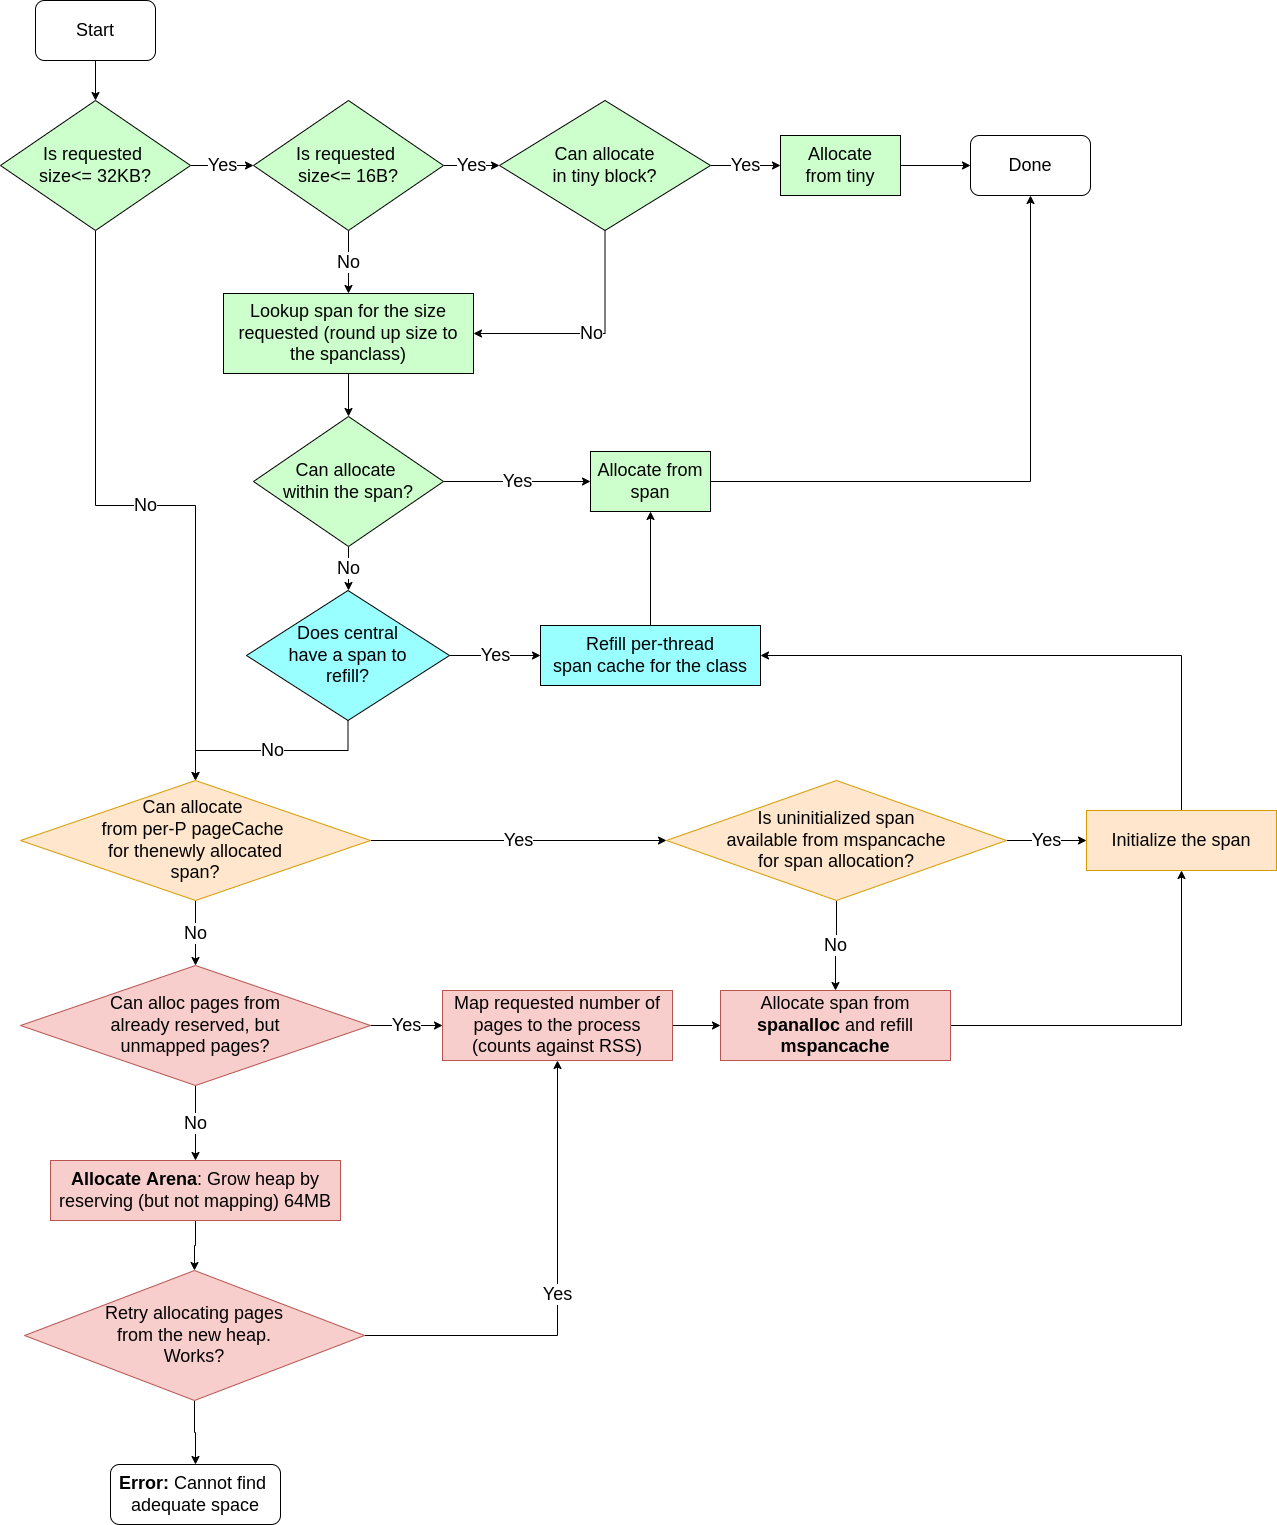 Start
Is requested
size<= 32KB?
Yes
Is requested
size<= 16B?
Yes
Can allocate
in tiny block?
Yes
Allocate
from tiny
Done
No
Lookup span for the size
requested (round up size to
the spanclass)
No
Can allocate
within the span?
Yes
Allocate from
span
No
No
Does central
have a span to
refill?
Yes
Refill per-thread
span cache for the class
No
Can allocate
from per-P pageCache
for thenewly allocated
span?
Yes
Is uninitialized span
available from mspancache
for span allocation?
Yes
Initialize the span
No
No
Can alloc pages from
already reserved, but
unmapped pages?
Yes
Map requested number of
pages to the process
(counts against RSS)
Allocate span from
spanalloc and refill
mspancache
No
Allocate Arena: Grow heap by
reserving (but not mapping) 64MB
Yes
Retry allocating pages
from the new heap.
Works?
Error: Cannot find
adequate space